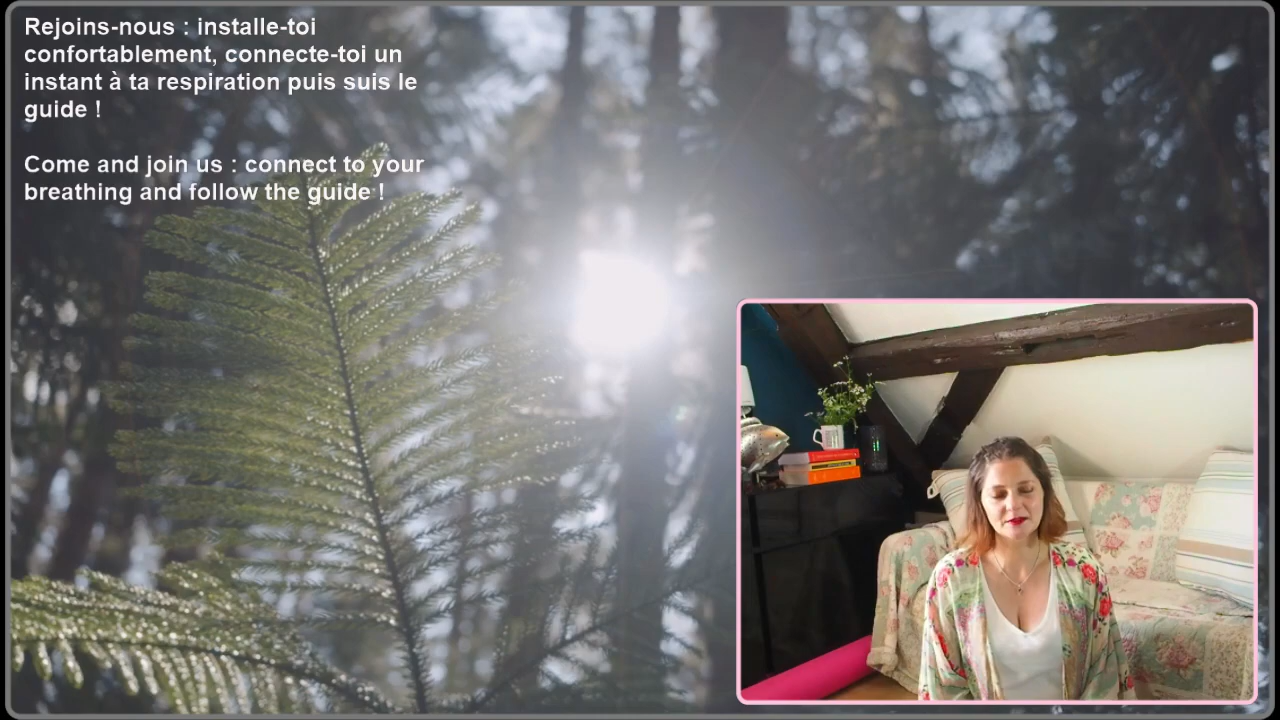 Rejoins-nous : installe-toi
confortablement, connecte-toi un
instant à ta respiration puis suis le
guide !
Come and join us : connect to your
breathing and follow the guide !